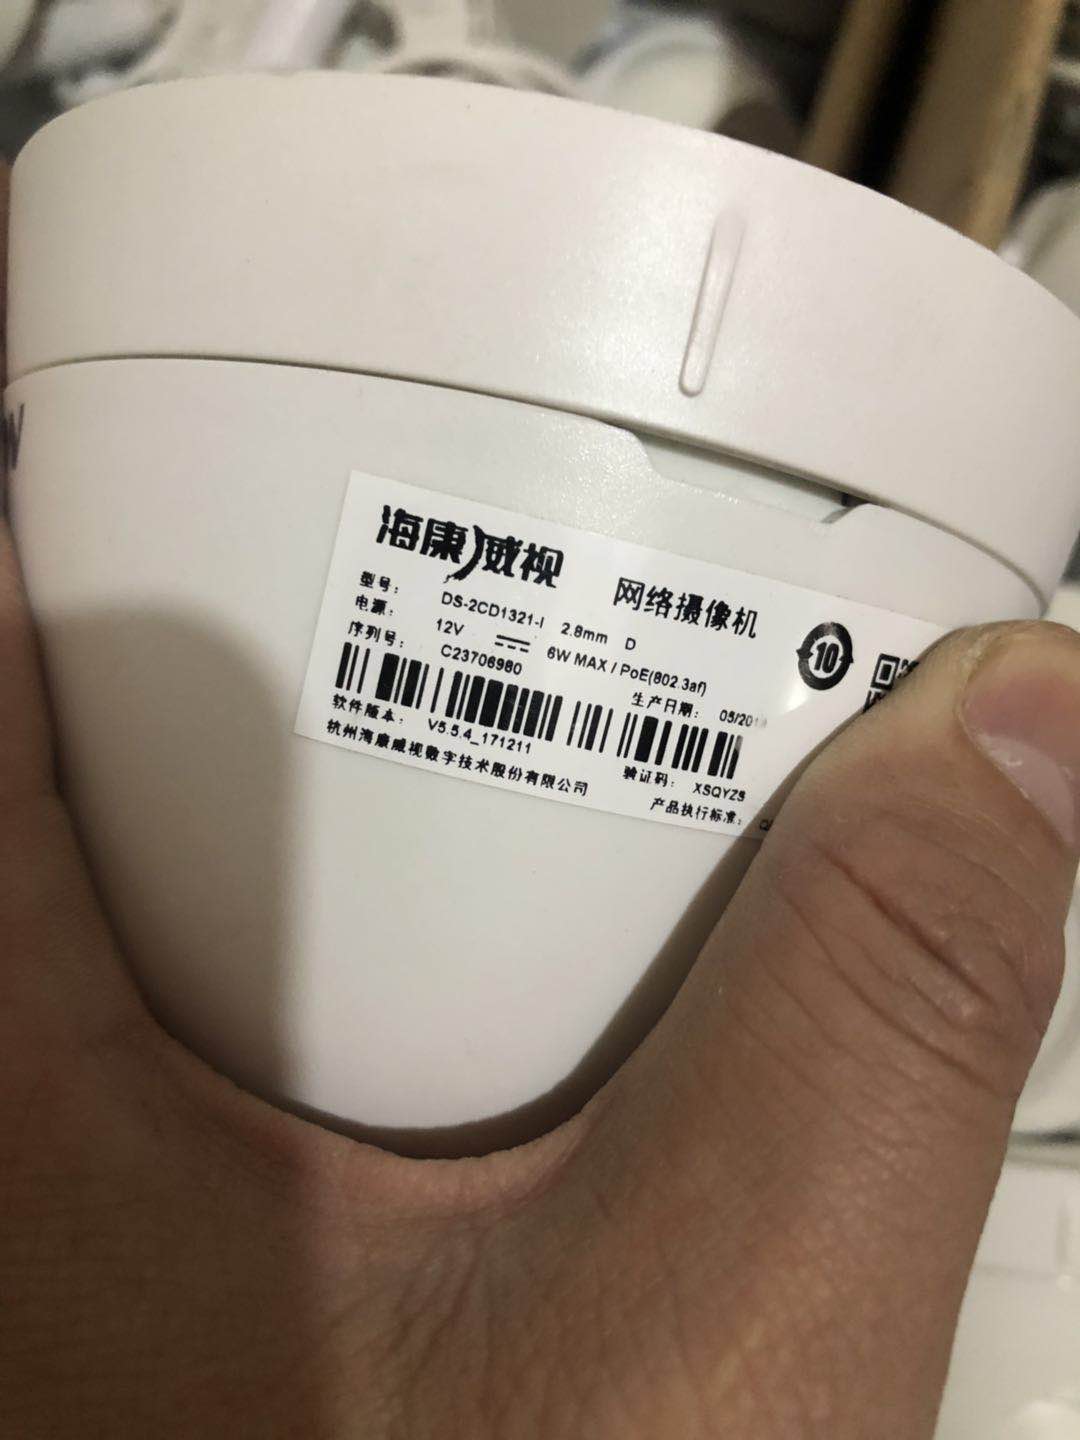 海康威视 网络摄像机
型号： DS-2CD1321-I 2.8mm D
电源： 12V 6W MAX / PoE(802.3af)
序列号： C23706980
生产日期： 05/201
10
软件版本： V5.5.4_171211
验证码： XSQYZS
杭州海康威视数字技术股份有限公司
产品执行标准：